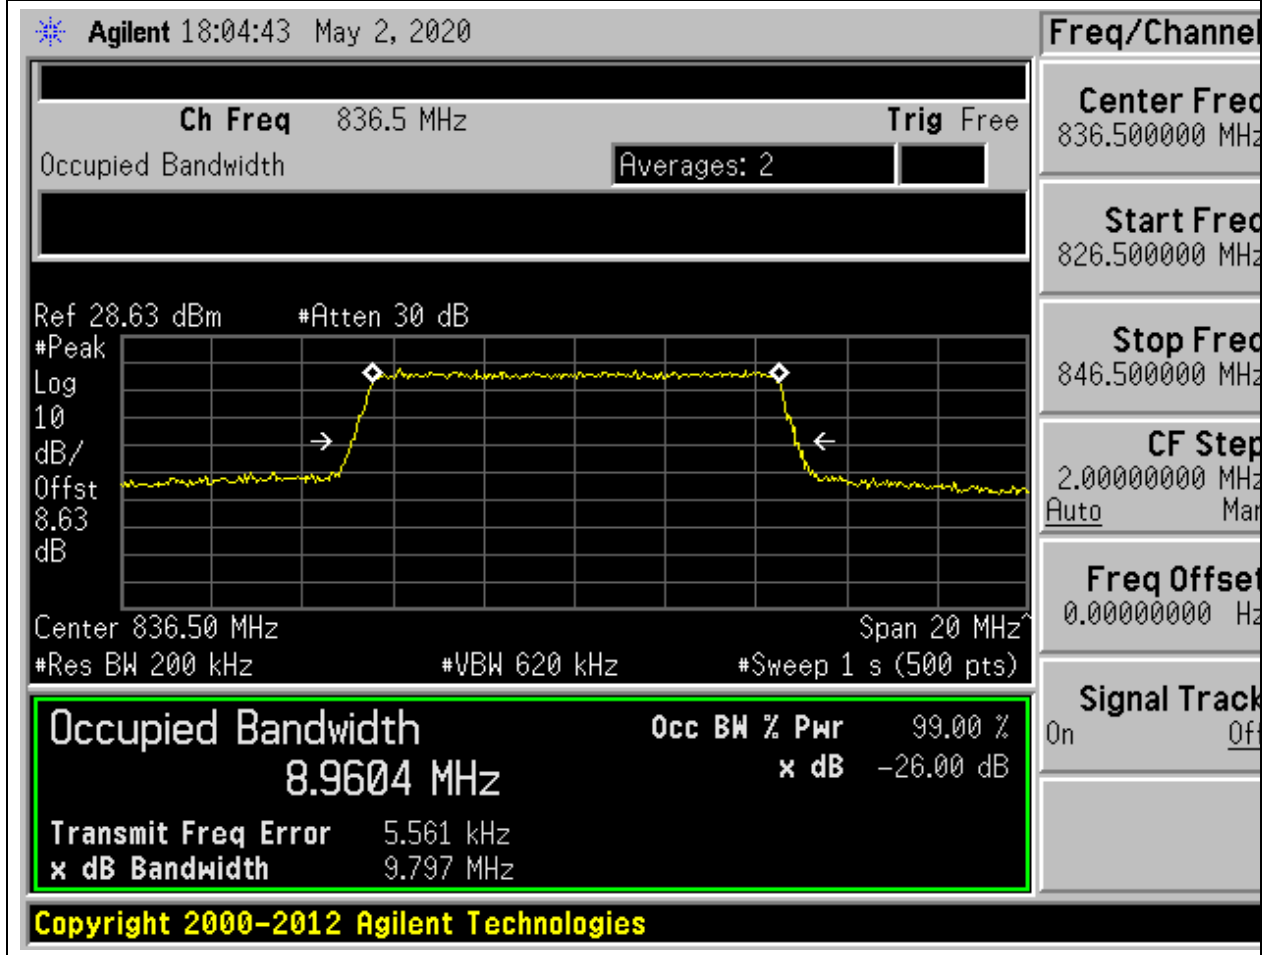 Agilent 18:04:43 May 2, 2020
Freq/Channel
Ch Freq 836.5 MHz Trig Free
Occupied Bandwidth Averages: 2
Center Freq
836.500000 MHz
Start Freq
826.500000 MHz
Stop Freq
846.500000 MHz
CF Step
2.00000000 MHz
Auto Man
Freq Offset
0.00000000 Hz
Signal Track
On Off
Ref 28.63 dBm #Atten 30 dB
#Peak
Log
10
dB/
Offst
8.63
dB
Center 836.50 MHz Span 20 MHz^
#Res BW 200 kHz #VBW 620 kHz #Sweep 1 s (500 pts)
Occupied Bandwidth Occ BW % Pwr 99.00 %
8.9604 MHz x dB -26.00 dB
Transmit Freq Error 5.561 kHz
x dB Bandwidth 9.797 MHz
Copyright 2000-2012 Agilent Technologies